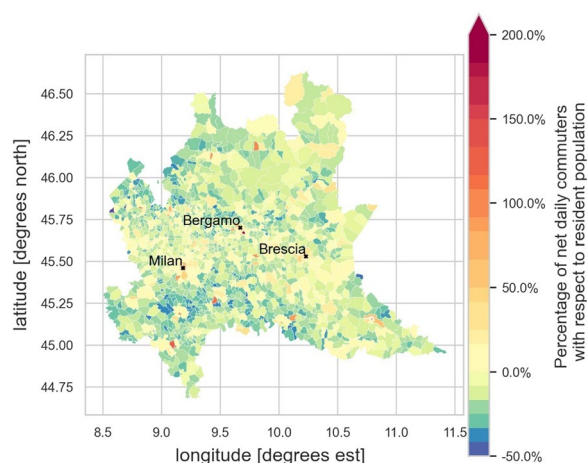 200.0%
46.50
150.0%
46.25
46.00
100.0%
Bergamo
45.75
Brescia
Milan
45.50
50.0%
45.25
45.00
0.0%
44.75
-50.0%
8.5 9.0 9.5 10.0 10.5 11.0 11.5
longitude [degrees est]
latitude [degrees north]
Percentage of net daily commuters
with respect to resident population